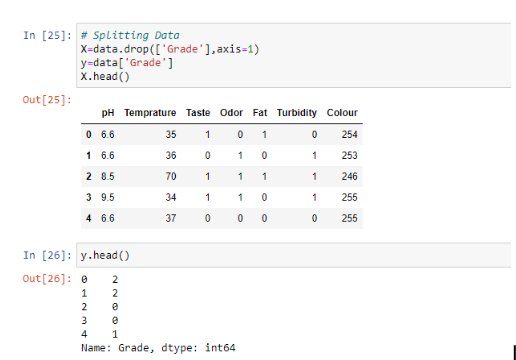 In [25]: # Splitting Data
X=data.drop(['Grade'],axis=1)
y=data['Grade']
X.head()
Out[25]:
pH Temprature Taste Odor Fat Turbidity Colour
0 6.6 35 1 0 1 0 254
1 6.6 36 0 1 0 1 253
2 8.5 70 1 1 1 1 246
3 9.5 34 1 1 0 1 255
4 6.6 37 0 0 0 0 255
In [26]: y.head()
Out[26]: 0 2
1 2
2 0
3 0
4 1
Name: Grade, dtype: int64